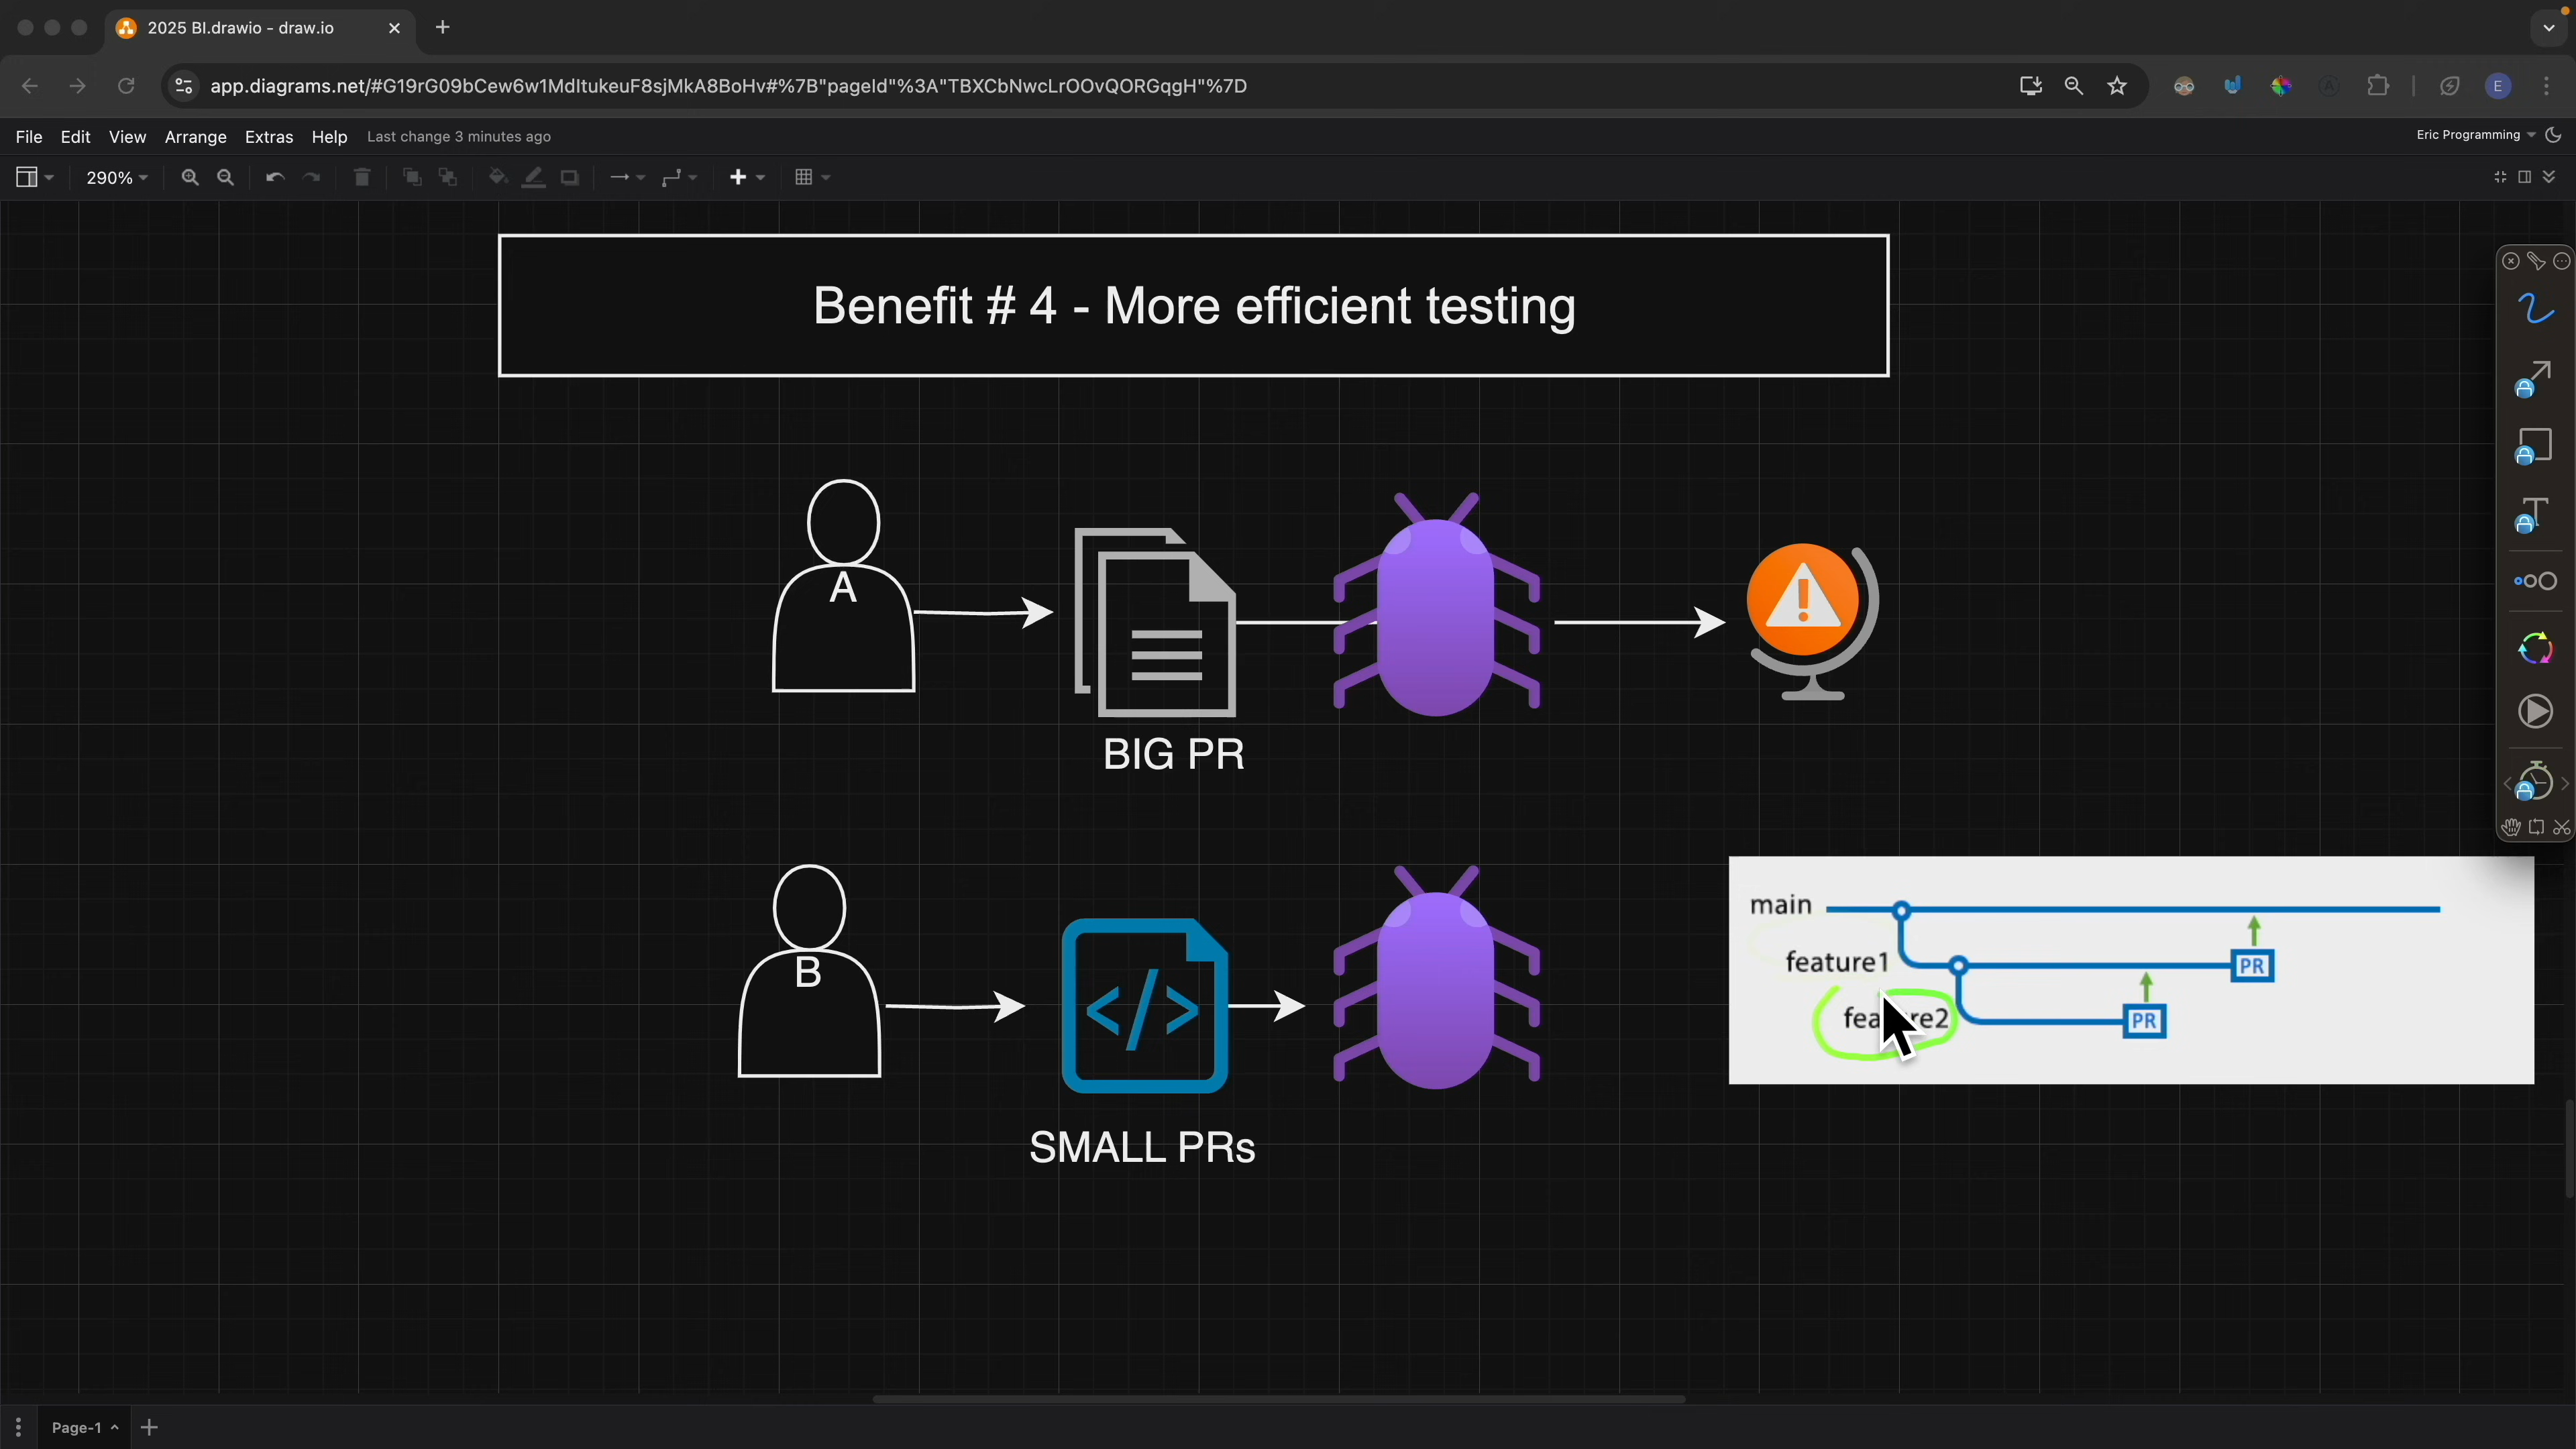 2025 BI.drawio - draw.io
app.diagrams.net/#G19rG09bCew6w1MdItukeuF8sjMkA8BoHv#%7B"pageId"%3A"TBXCbNwcLrOOvQORGqgH"%7D
E
File Edit View Arrange Extras Help Last change 3 minutes ago
Eric Programming
290%
Benefit # 4 - More efficient testing
A
BIG PR
B
</>
SMALL PRs
main
feature1
PR
PR
Page-1